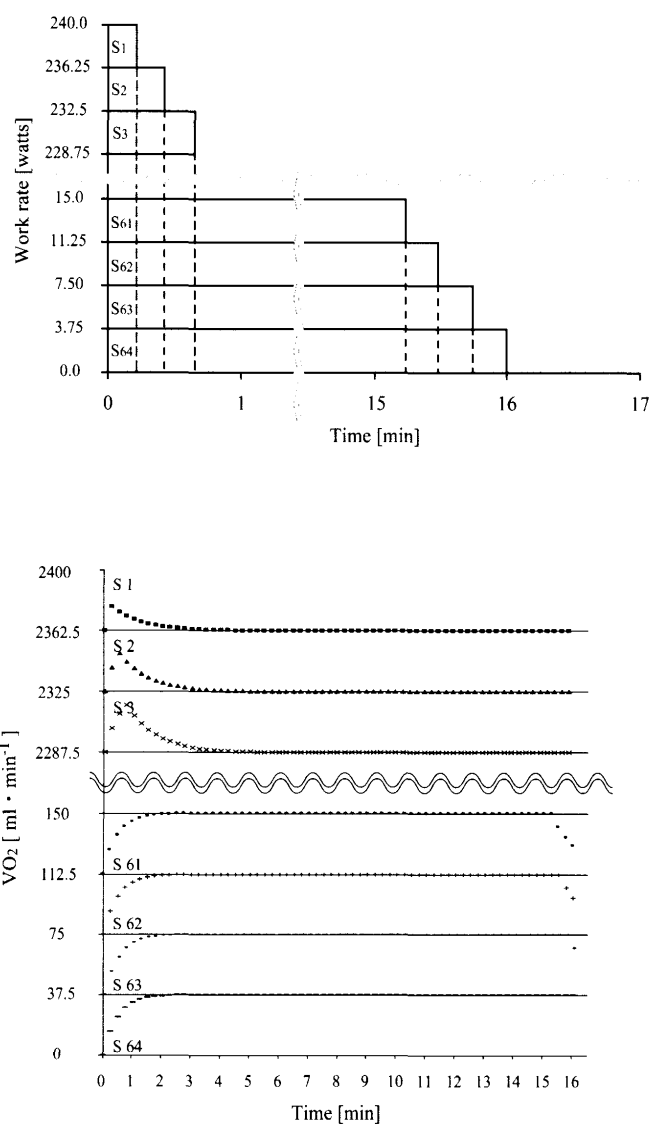 240.0
S1
236.25
S2
232.5
S3
228.75
15.0
S61
11.25
S62
7.50
S63
3.75
S64
0.0
Work rate [watts]
0 1 15 16 17
Time [min]
2400
S 1
2362.5
S 2
2325
S 3
2287.5
150
S 61
112.5
S 62
75
S 63
37.5
S 64
0
VO2 [ ml · min-1 ]
0 1 2 3 4 5 6 7 8 9 10 11 12 13 14 15 16
Time [min]